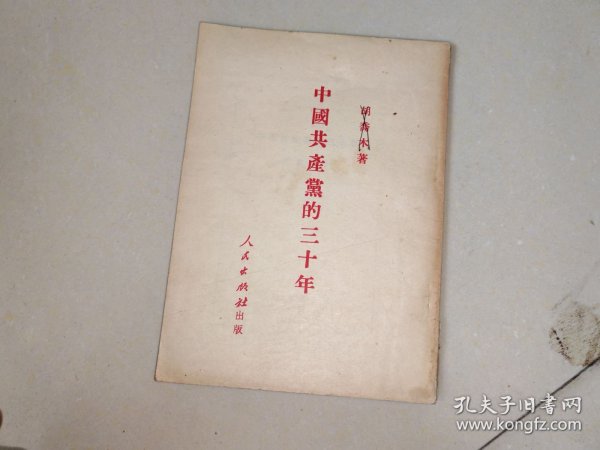 胡喬木著
中國共產黨的三十年
人民出版社出版
孔夫子旧書网
www.kongfz.com